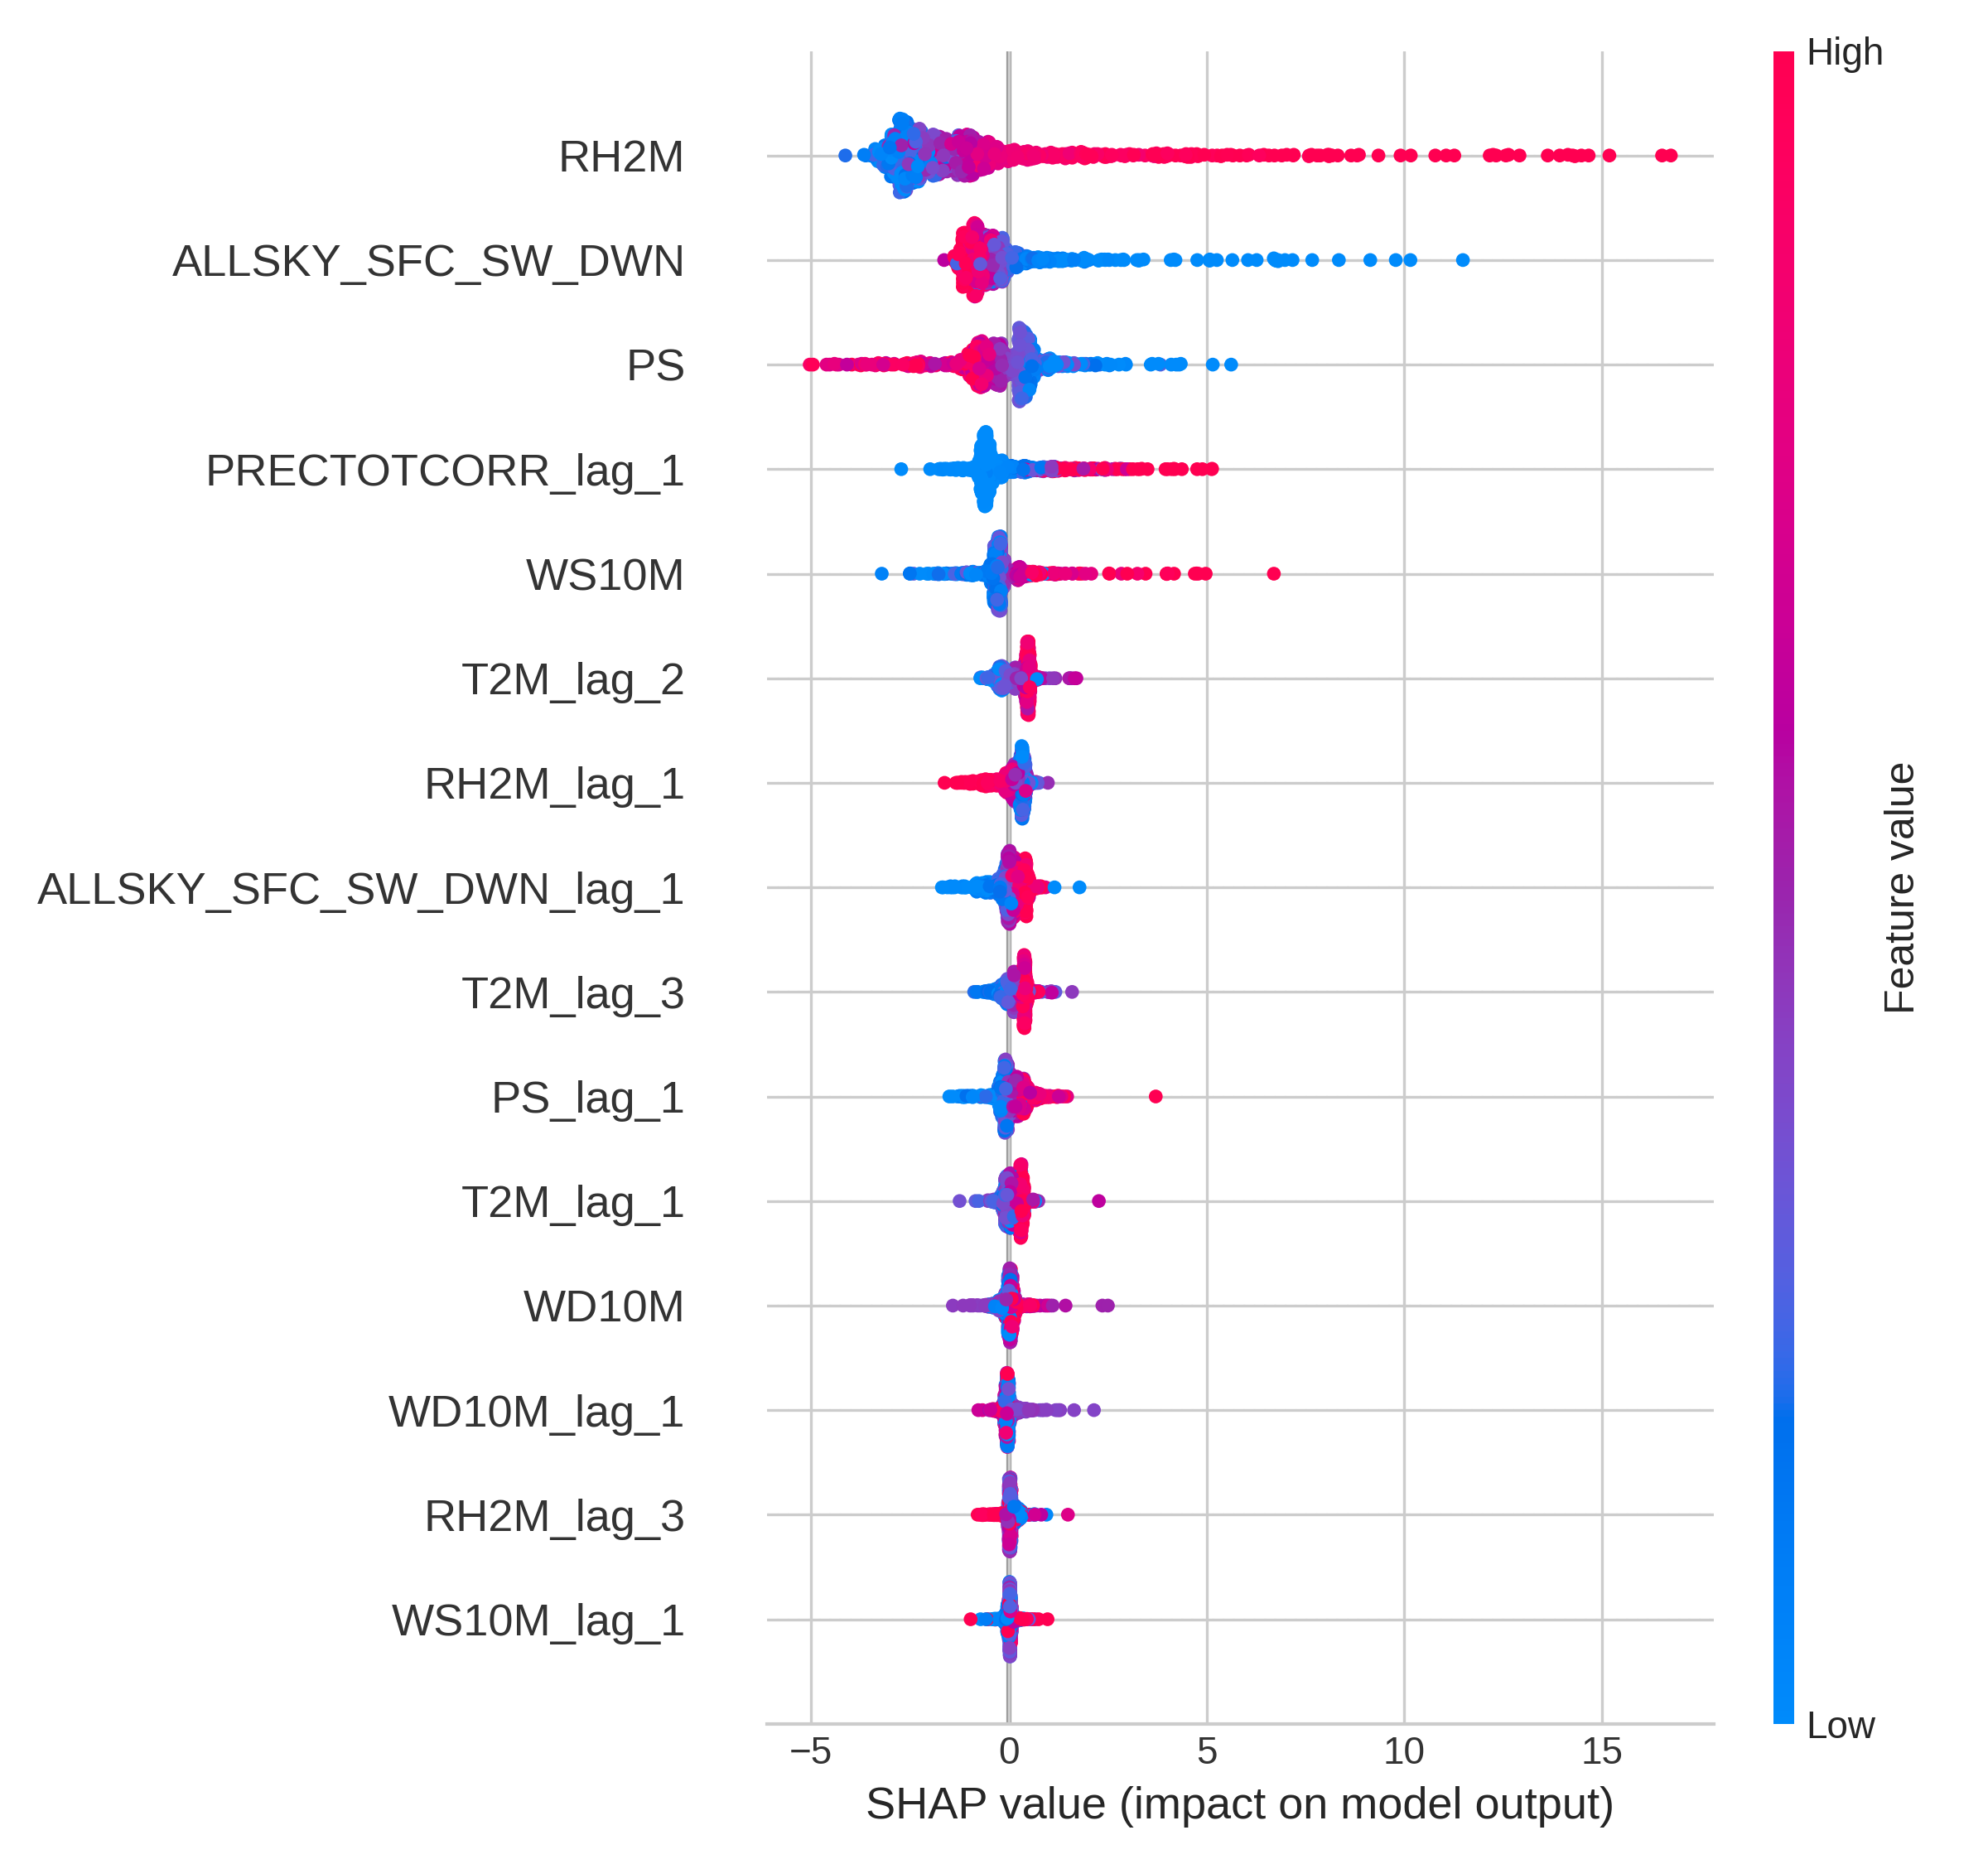 High
RH2M
ALLSKY_SFC_SW_DWN
PS
PRECTOTCORR_lag_1
WS10M
T2M_lag_2
RH2M_lag_1
ALLSKY_SFC_SW_DWN_lag_1
T2M_lag_3
PS_lag_1
T2M_lag_1
WD10M
WD10M_lag_1
RH2M_lag_3
WS10M_lag_1
Feature value
Low
−5 0 5 10 15
SHAP value (impact on model output)